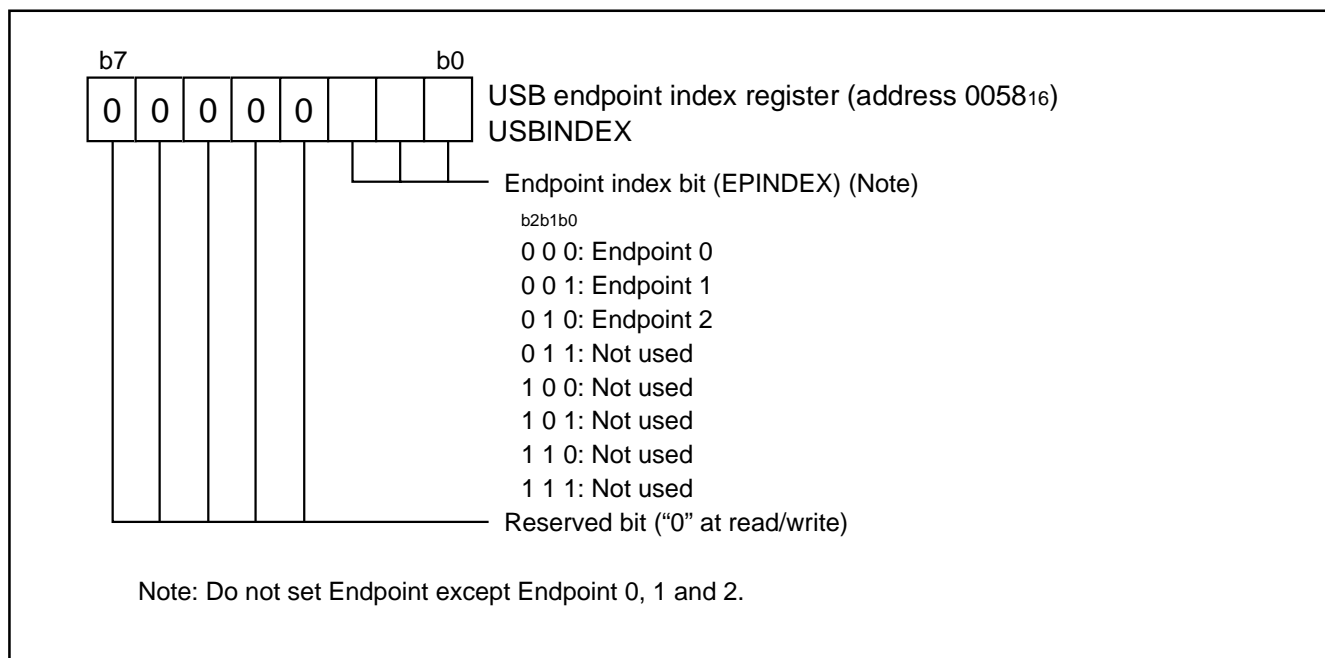 b7 b0
0 0 0 0 0
USB endpoint index register (address 0058₁₆)
USBINDEX
Endpoint index bit (EPINDEX) (Note)
b2b1b0
0 0 0: Endpoint 0
0 0 1: Endpoint 1
0 1 0: Endpoint 2
0 1 1: Not used
1 0 0: Not used
1 0 1: Not used
1 1 0: Not used
1 1 1: Not used
Reserved bit (“0” at read/write)
Note: Do not set Endpoint except Endpoint 0, 1 and 2.